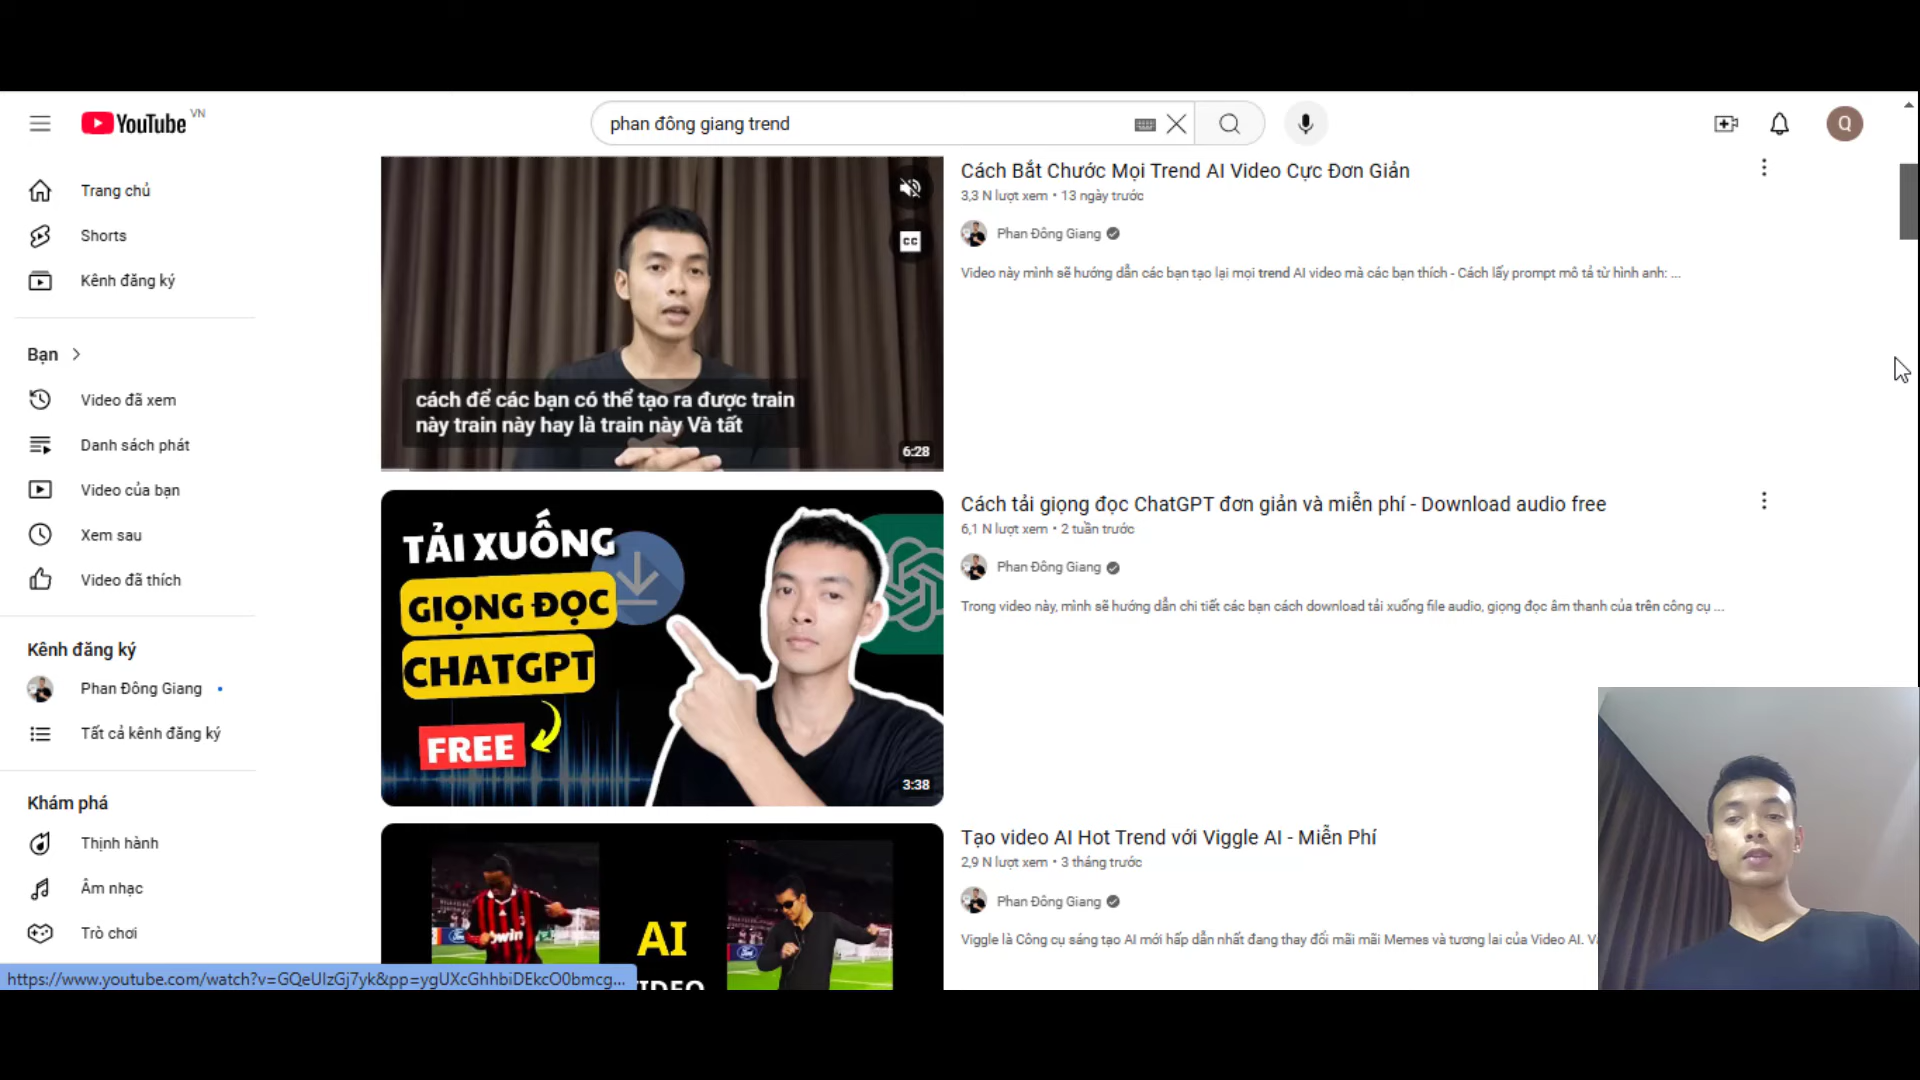 YouTube VN
phan đông giang trend
Q
Trang chủ
Shorts
Kênh đăng ký
Bạn
Video đã xem
Danh sách phát
Video của bạn
Xem sau
Video đã thích
Kênh đăng ký
Phan Đông Giang
Tất cả kênh đăng ký
Khám phá
Thịnh hành
Âm nhạc
Trò chơi
https://www.youtube.com/watch?v=GQeUIzGj7yk&pp=ygUXcGhhbiDEkcO0bmcg...
CC
cách để các bạn có thể tạo ra được train
này train này hay là train này Và tất
6:28
Cách Bắt Chước Mọi Trend AI Video Cực Đơn Giản
3,3 N lượt xem • 13 ngày trước
Phan Đông Giang
Video này mình sẽ hướng dẫn các bạn tạo lại mọi trend AI video mà các bạn thích - Cách lấy prompt mô tả từ hình anh: ...
TẢI XUỐNG
GIỌNG ĐỌC
CHATGPT
FREE
3:38
Cách tải giọng đọc ChatGPT đơn giản và miễn phí - Download audio free
6,1 N lượt xem • 2 tuần trước
Phan Đông Giang
Trong video này, mình sẽ hướng dẫn chi tiết các bạn cách download tải xuống file audio, giọng đọc âm thanh của trên công cụ ...
AI
Tạo video AI Hot Trend với Viggle AI - Miễn Phí
2,9 N lượt xem • 3 tháng trước
Phan Đông Giang
Viggle là Công cụ sáng tạo AI mới hấp dẫn nhất đang thay đổi mãi mãi Memes và tương lai của Video AI.